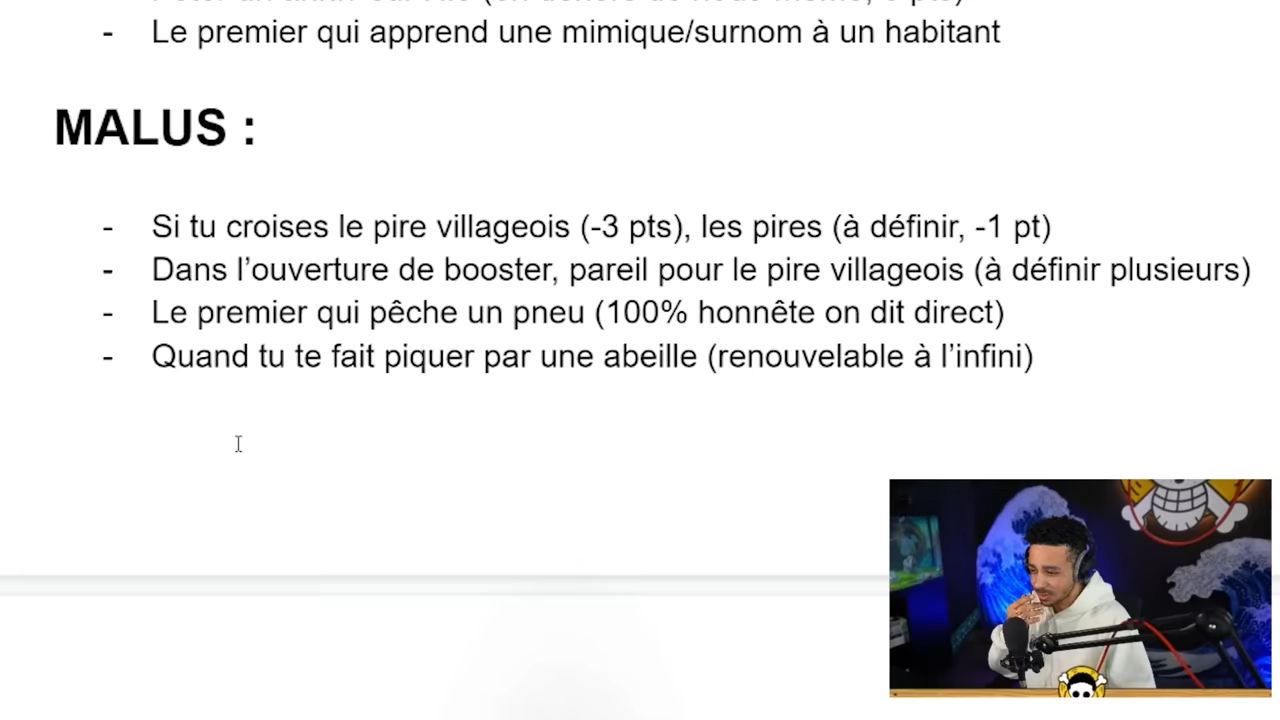 - Le premier qui apprend une mimique/surnom à un habitant
MALUS :
- Si tu croises le pire villageois (-3 pts), les pires (à définir, -1 pt)
- Dans l’ouverture de booster, pareil pour le pire villageois (à définir plusieurs)
- Le premier qui pêche un pneu (100% honnête on dit direct)
- Quand tu te fait piquer par une abeille (renouvelable à l’infini)